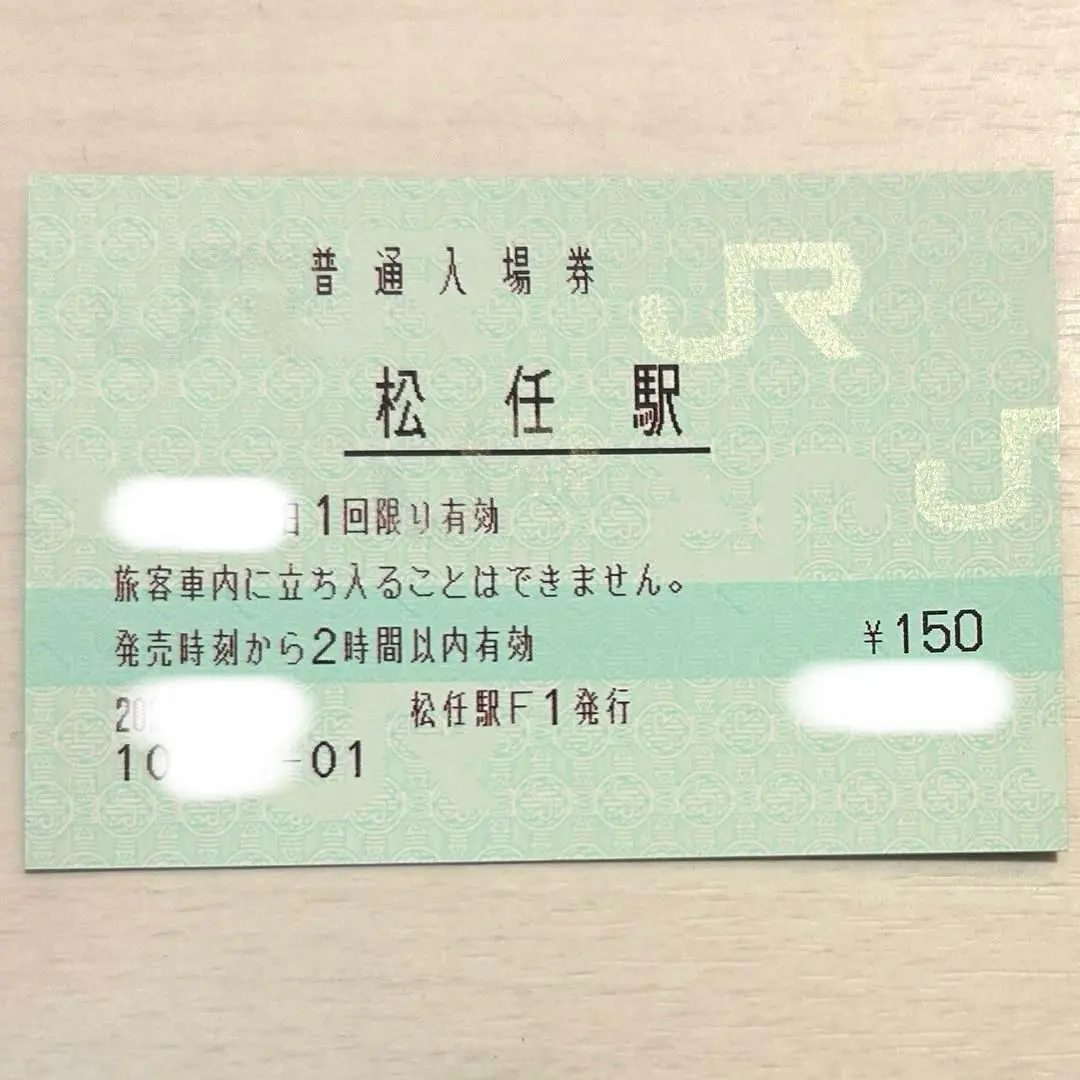 普通入場券
JR
松任駅
日1回限り有効
旅客車内に立ち入ることはできません。
発売時刻から2時間以内有効
¥150
松任駅F1発行
-01